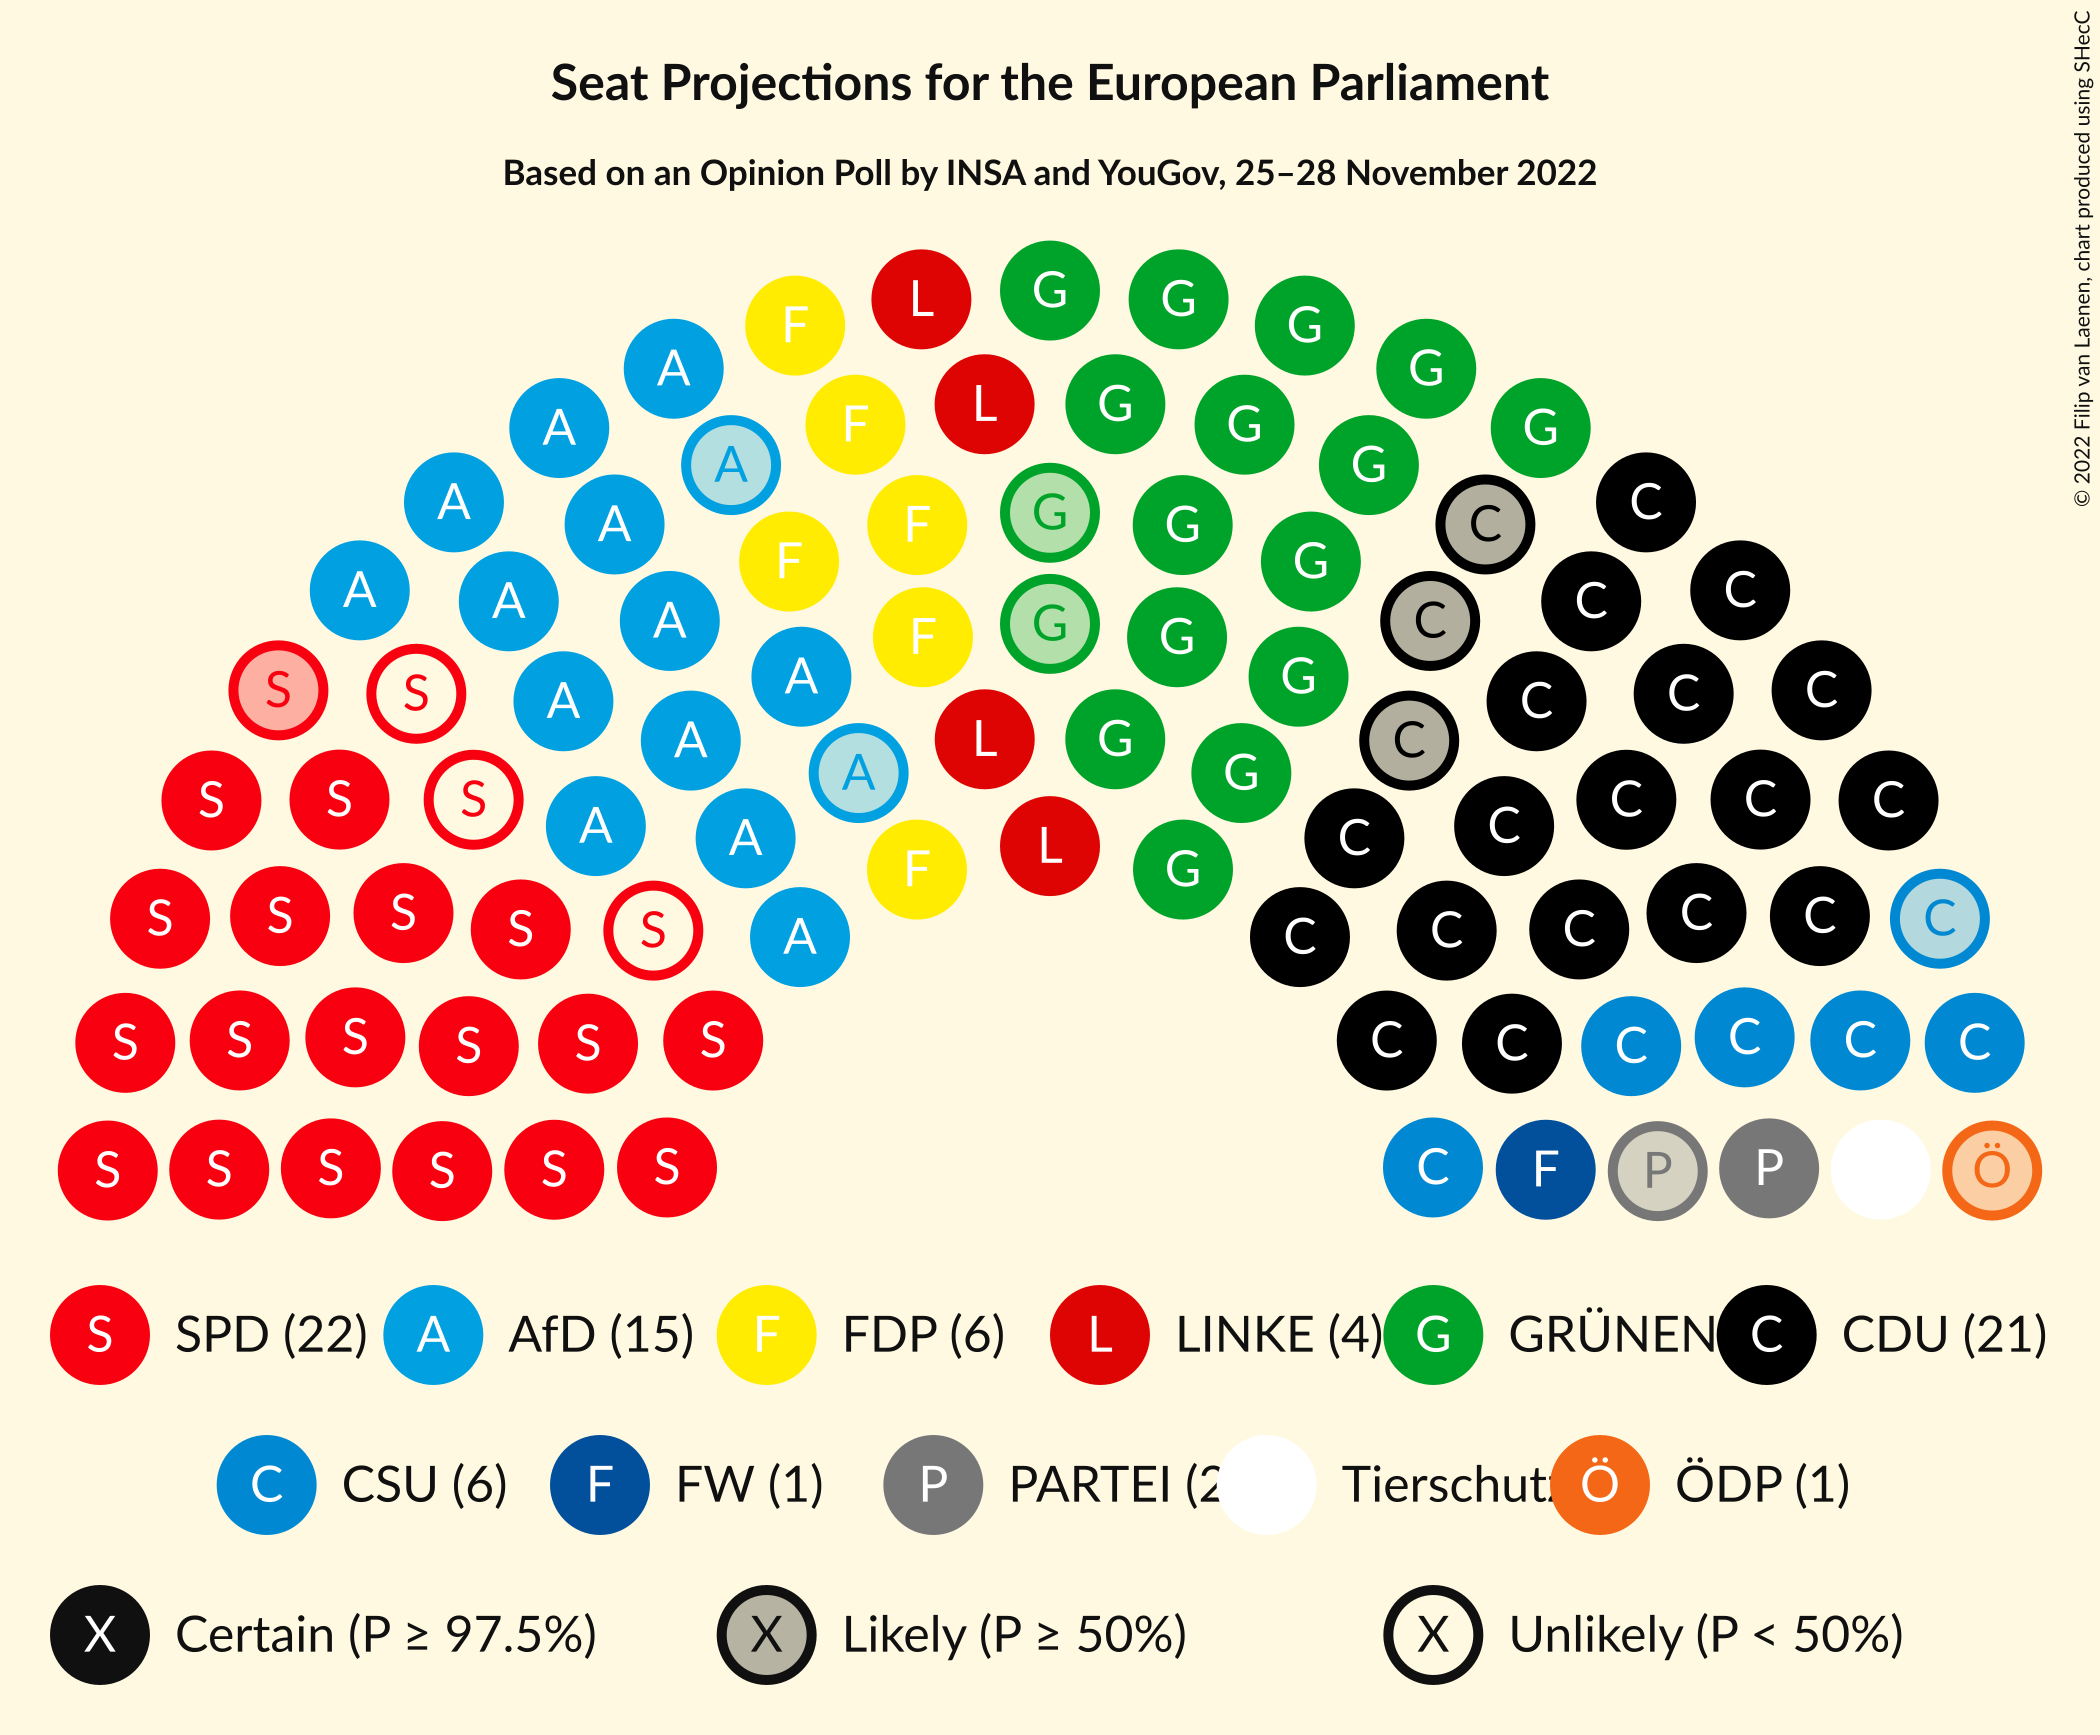 Seat Projections for the European Parliament
Based on an Opinion Poll by INSA and YouGov, 25–28 November 2022
© 2022 Filip van Laenen, chart produced using SHecC
F L G G G G G
A A A A A F L G G G C C C
A A A F F G G G C C C
S S A A A F G G G C C C C
S S S A A A L G G C C C C C C
S S S S S A F L G C C C C C C
S S S S S S C C C C C C
S S S S S S C F P P Ö
S SPD (22) A AfD (15) F FDP (6) L LINKE (4) G GRÜNEN C CDU (21)
C CSU (6) F FW (1) P PARTEI (2 Tierschutz Ö ÖDP (1)
X Certain (P ≥ 97.5%) X Likely (P ≥ 50%) X Unlikely (P < 50%)